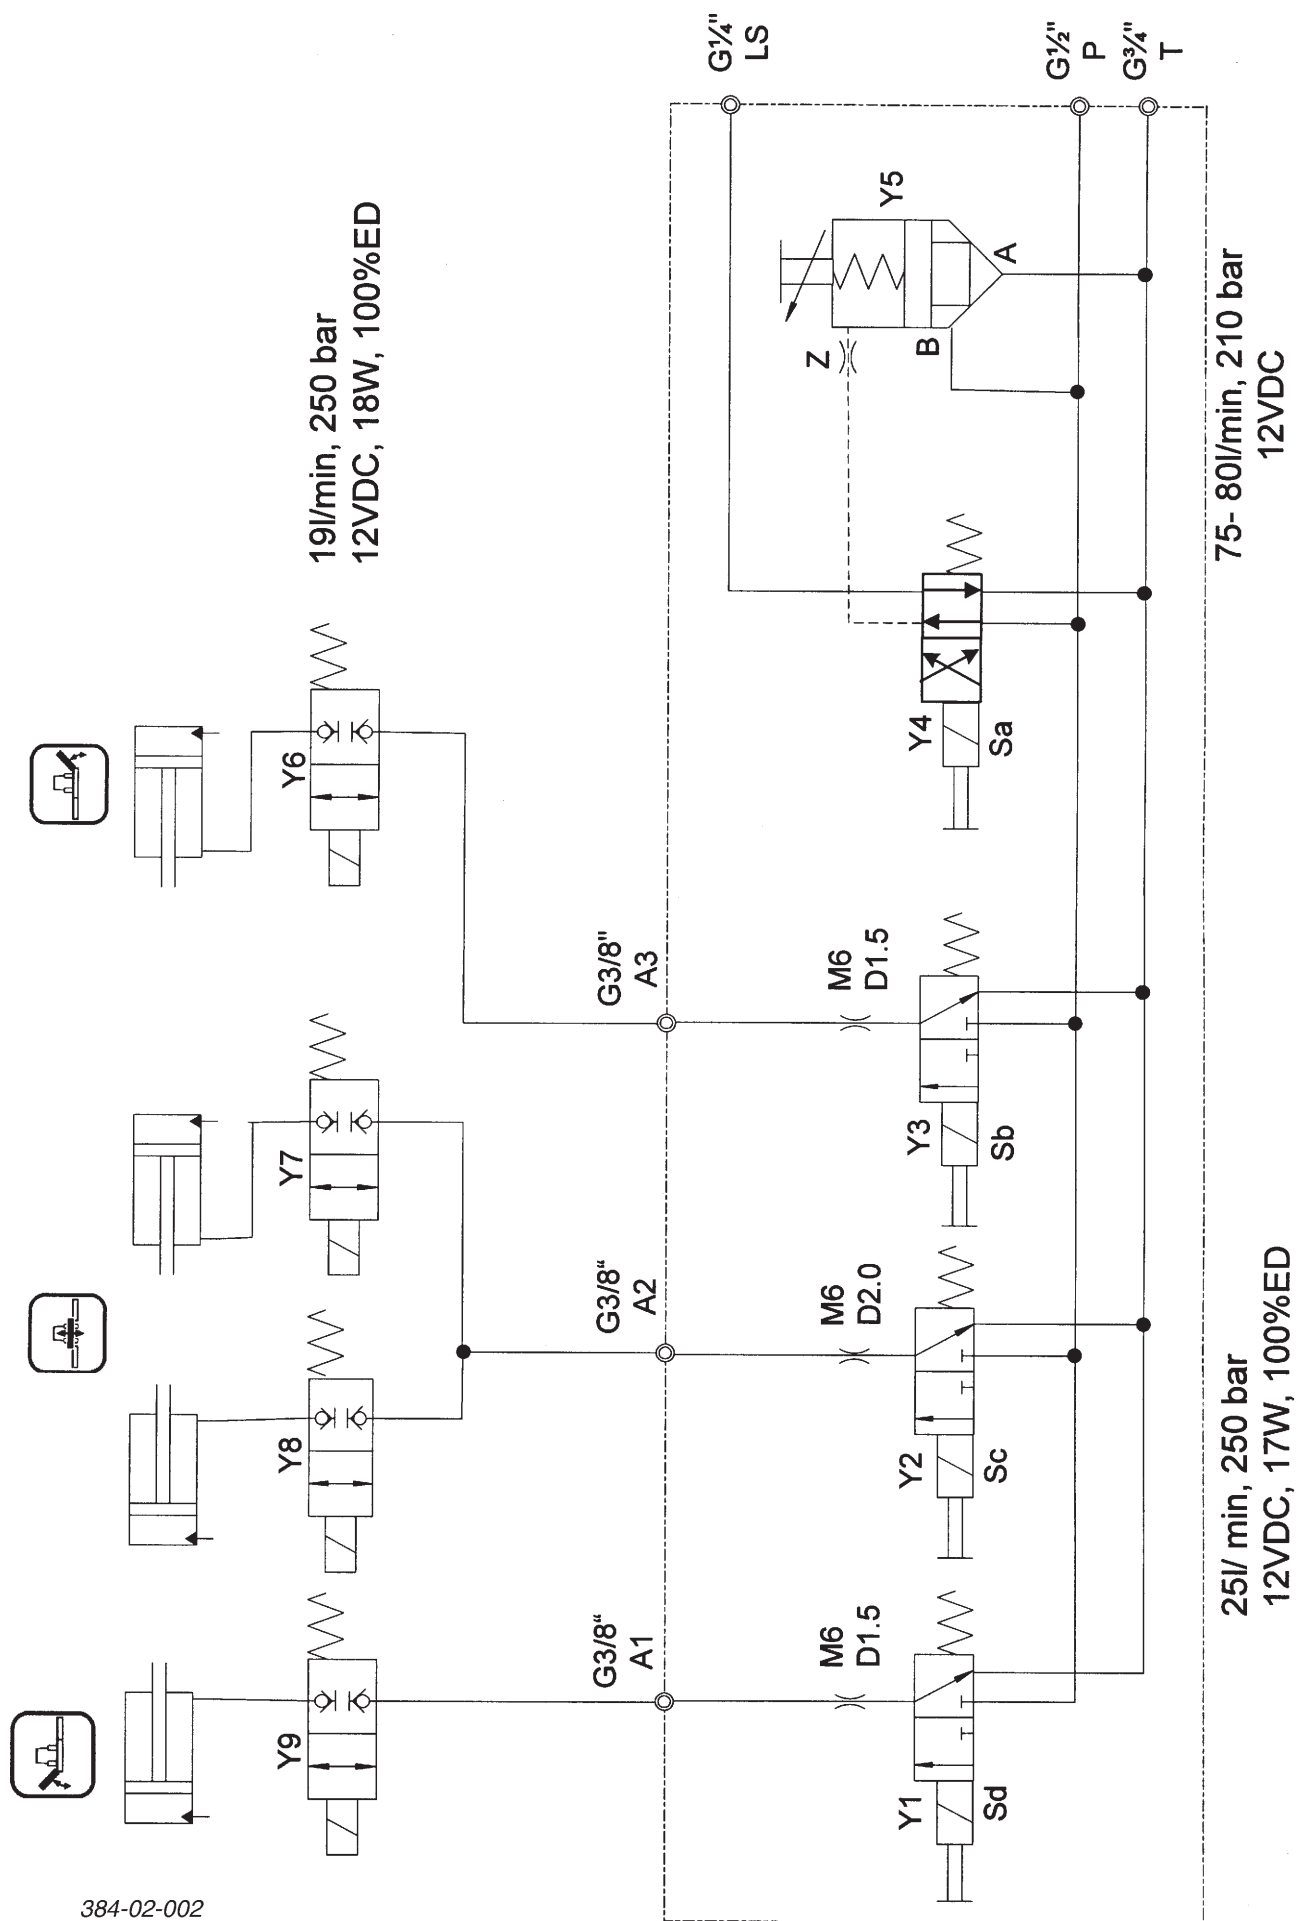 G¼"
LS
G½"
P
G¾"
T
19l/min, 250 bar
12VDC, 18W, 100%ED
Y5
A
B
Z
75- 80l/min, 210 bar
12VDC
Y6
Y4
Sa
G3/8"
A3
M6
D1.5
Y7
Y3
Sb
G3/8“
A2
M6
D2.0
Y8
Y2
Sc
25l/ min, 250 bar
12VDC, 17W, 100%ED
G3/8“
A1
M6
D1.5
Y9
Y1
Sd
384-02-002